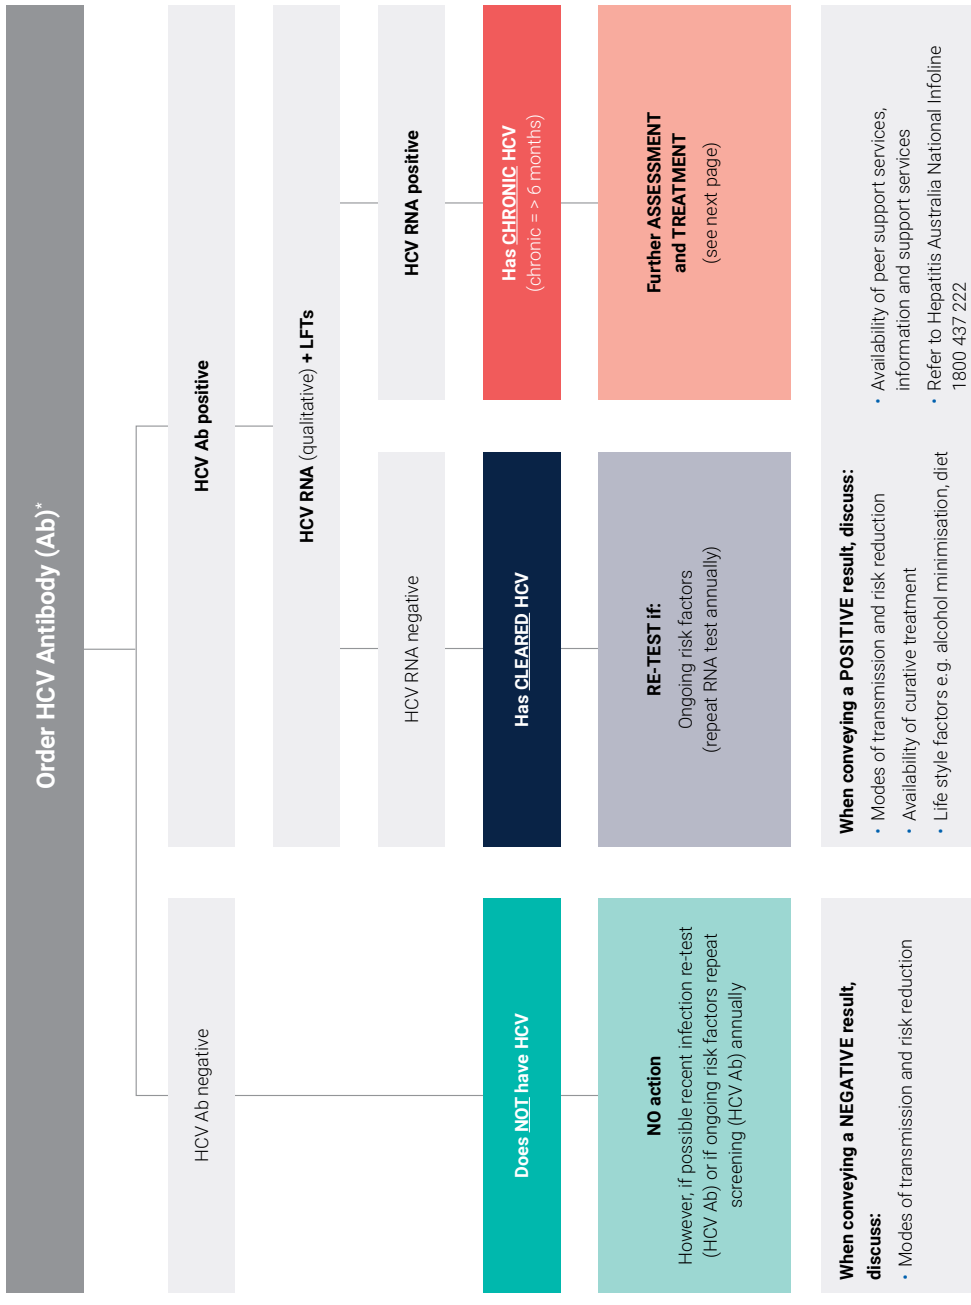 Order HCV Antibody (Ab)*
HCV Ab negative
HCV Ab positive
HCV RNA (qualitative) + LFTs
HCV RNA negative
HCV RNA positive
Does NOT have HCV
Has CLEARED HCV
Has CHRONIC HCV
(chronic = > 6 months)
NO action
However, if possible recent infection re-test
(HCV Ab) or if ongoing risk factors repeat
screening (HCV Ab) annually
RE-TEST if:
Ongoing risk factors
(repeat RNA test annually)
Further ASSESSMENT
and TREATMENT
(see next page)
When conveying a NEGATIVE result,
discuss:
• Modes of transmission and risk reduction
When conveying a POSITIVE result, discuss:
• Modes of transmission and risk reduction
• Availability of curative treatment
• Life style factors e.g. alcohol minimisation, diet
• Availability of peer support services,
information and support services
• Refer to Hepatitis Australia National Infoline
1800 437 222